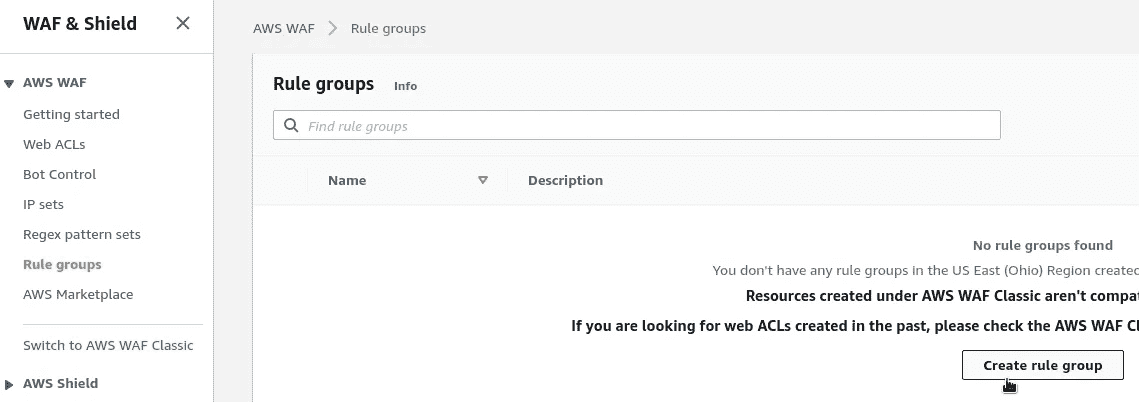 WAF & Shield
AWS WAF
Getting started
Web ACLs
Bot Control
IP sets
Regex pattern sets
Rule groups
AWS Marketplace
Switch to AWS WAF Classic
AWS Shield
AWS WAF Rule groups
Rule groups Info
Find rule groups
Name Description
No rule groups found
You don't have any rule groups in the US East (Ohio) Region created
Resources created under AWS WAF Classic aren't compat
If you are looking for web ACLs created in the past, please check the AWS WAF Cl
Create rule group